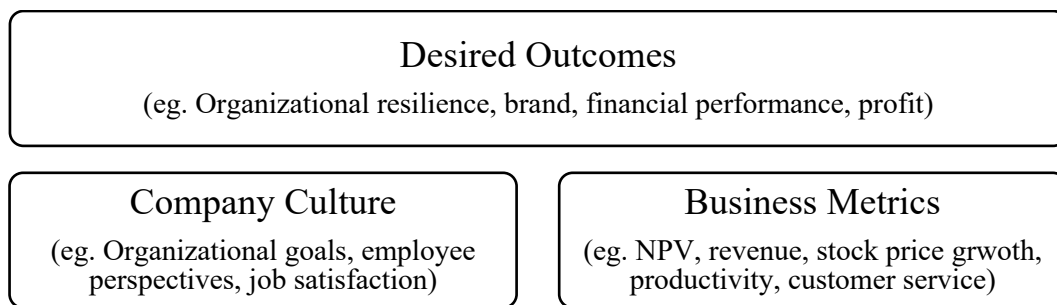 Desired Outcomes
(eg. Organizational resilience, brand, financial performance, profit)
Company Culture
(eg. Organizational goals, employee
perspectives, job satisfaction)
Business Metrics
(eg. NPV, revenue, stock price grwoth,
productivity, customer service)